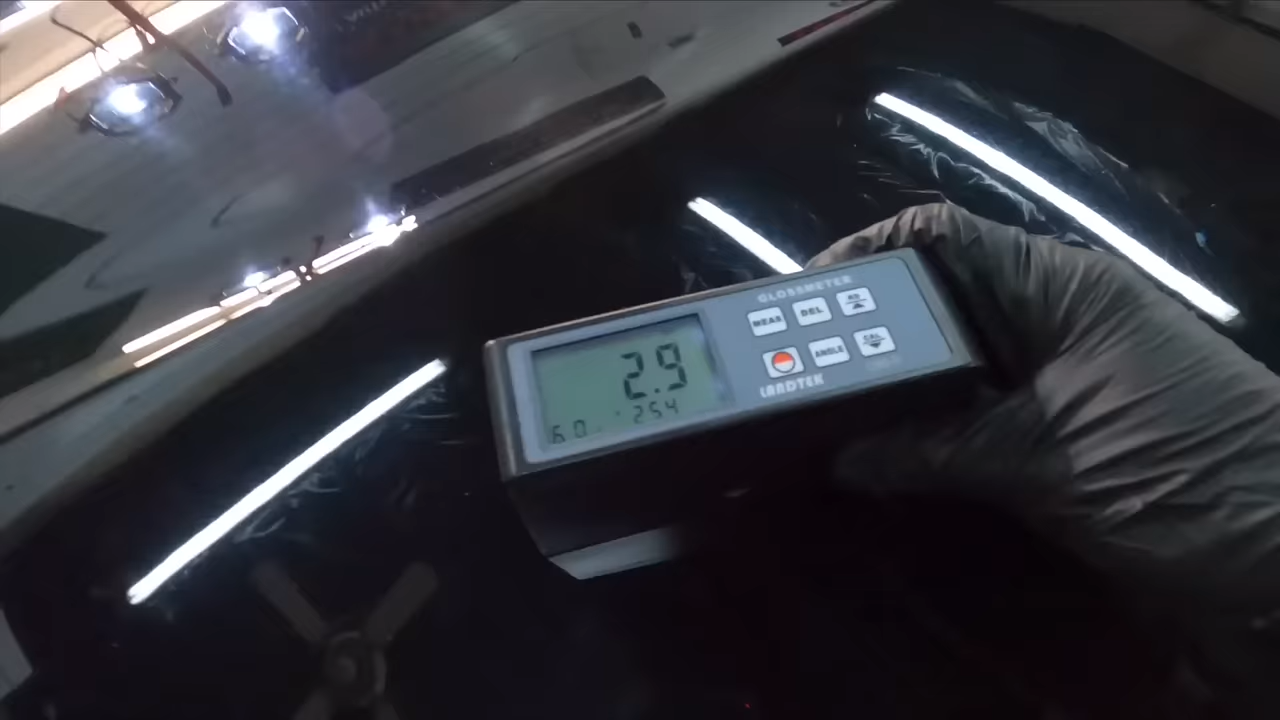 GLOSSMETER
MEAS DEL
ANGLE CAL
LANDTEK
2.9
254
60